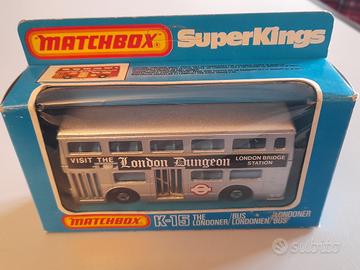 MATCHBOX® SuperKings
VISIT THE London Dungeon LONDON BRIDGE STATION
MATCHBOX® K-15 THE LONDONER/BUS LONDONIEN/LONDONER BUS
Subito